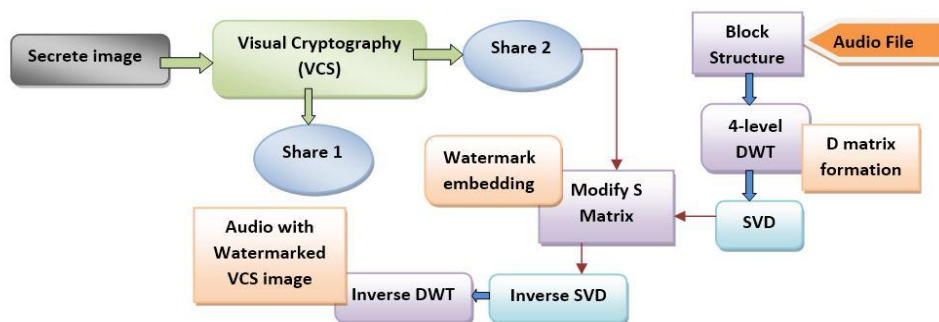 Secrete image
Visual Cryptography
(VCS)
Share 2
Share 1
Block
Structure
Audio File
4-level
DWT
D matrix
formation
Watermark
embedding
Modify S
Matrix
SVD
Audio with
Watermarked
VCS image
Inverse DWT
Inverse SVD